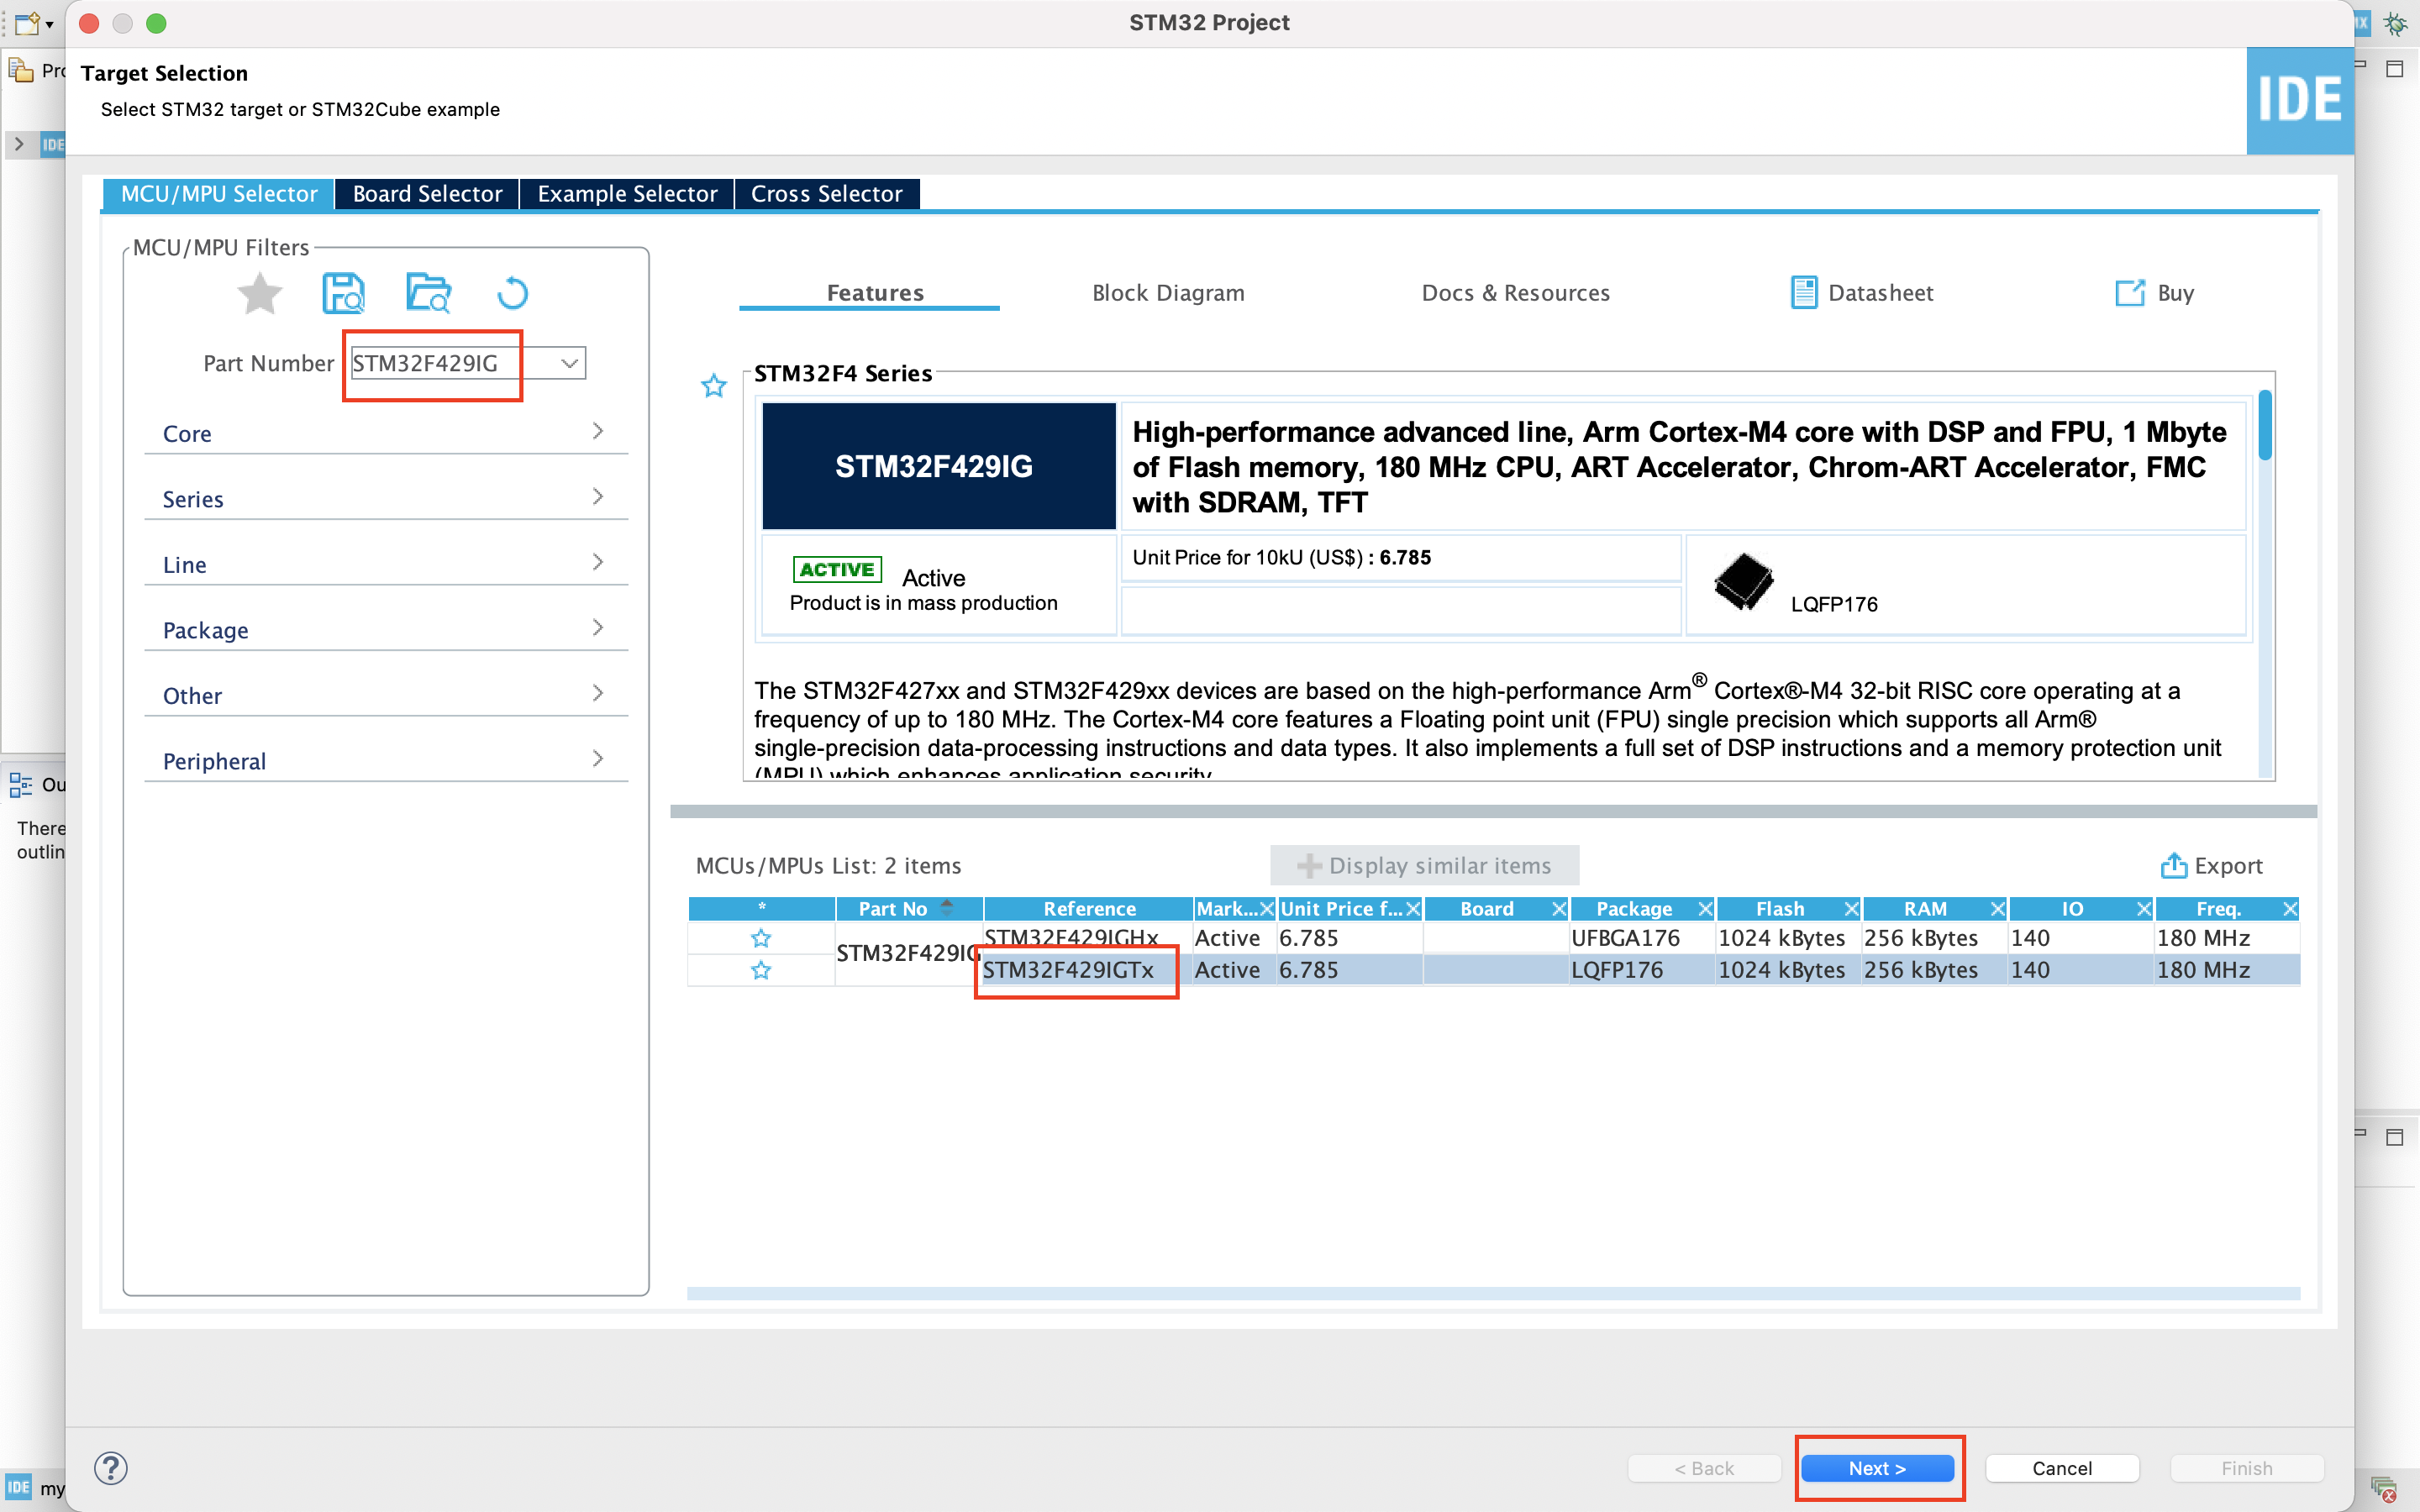 STM32 Project
Pro
Target Selection
Select STM32 target or STM32Cube example
IDE
IDE
MX
MCU/MPU Selector
Board Selector
Example Selector
Cross Selector
MCU/MPU Filters
Part Number
STM32F429IG
Core
Series
Line
Package
Other
Peripheral
Features
Block Diagram
Docs & Resources
Datasheet
Buy
STM32F4 Series
STM32F429IG
High-performance advanced line, Arm Cortex-M4 core with DSP and FPU, 1 Mbyte
of Flash memory, 180 MHz CPU, ART Accelerator, Chrom-ART Accelerator, FMC
with SDRAM, TFT
ACTIVE Active
Product is in mass production
Unit Price for 10kU (US$) : 6.785
LQFP176
The STM32F427xx and STM32F429xx devices are based on the high-performance Arm® Cortex®-M4 32-bit RISC core operating at a
frequency of up to 180 MHz. The Cortex-M4 core features a Floating point unit (FPU) single precision which supports all Arm®
single-precision data-processing instructions and data types. It also implements a full set of DSP instructions and a memory protection unit
(MPU) which enhances application security.
Ou
There
outlin
MCUs/MPUs List: 2 items
Display similar items
Export
* Part No Reference Mark... Unit Price f... Board Package Flash RAM IO Freq.
STM32F429IG
STM32F429IGHx Active 6.785 UFBGA176 1024 kBytes 256 kBytes 140 180 MHz
STM32F429IGTx Active 6.785 LQFP176 1024 kBytes 256 kBytes 140 180 MHz
?
< Back
Next >
Cancel
Finish
IDE my